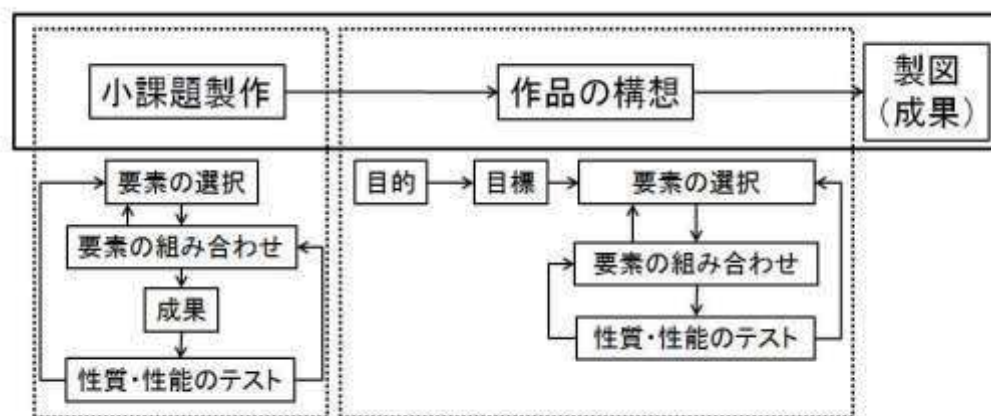 小課題製作
作品の構想
製図
(成果)
要素の選択
要素の組み合わせ
成果
性質・性能のテスト
目的
目標
要素の選択
要素の組み合わせ
性質・性能のテスト